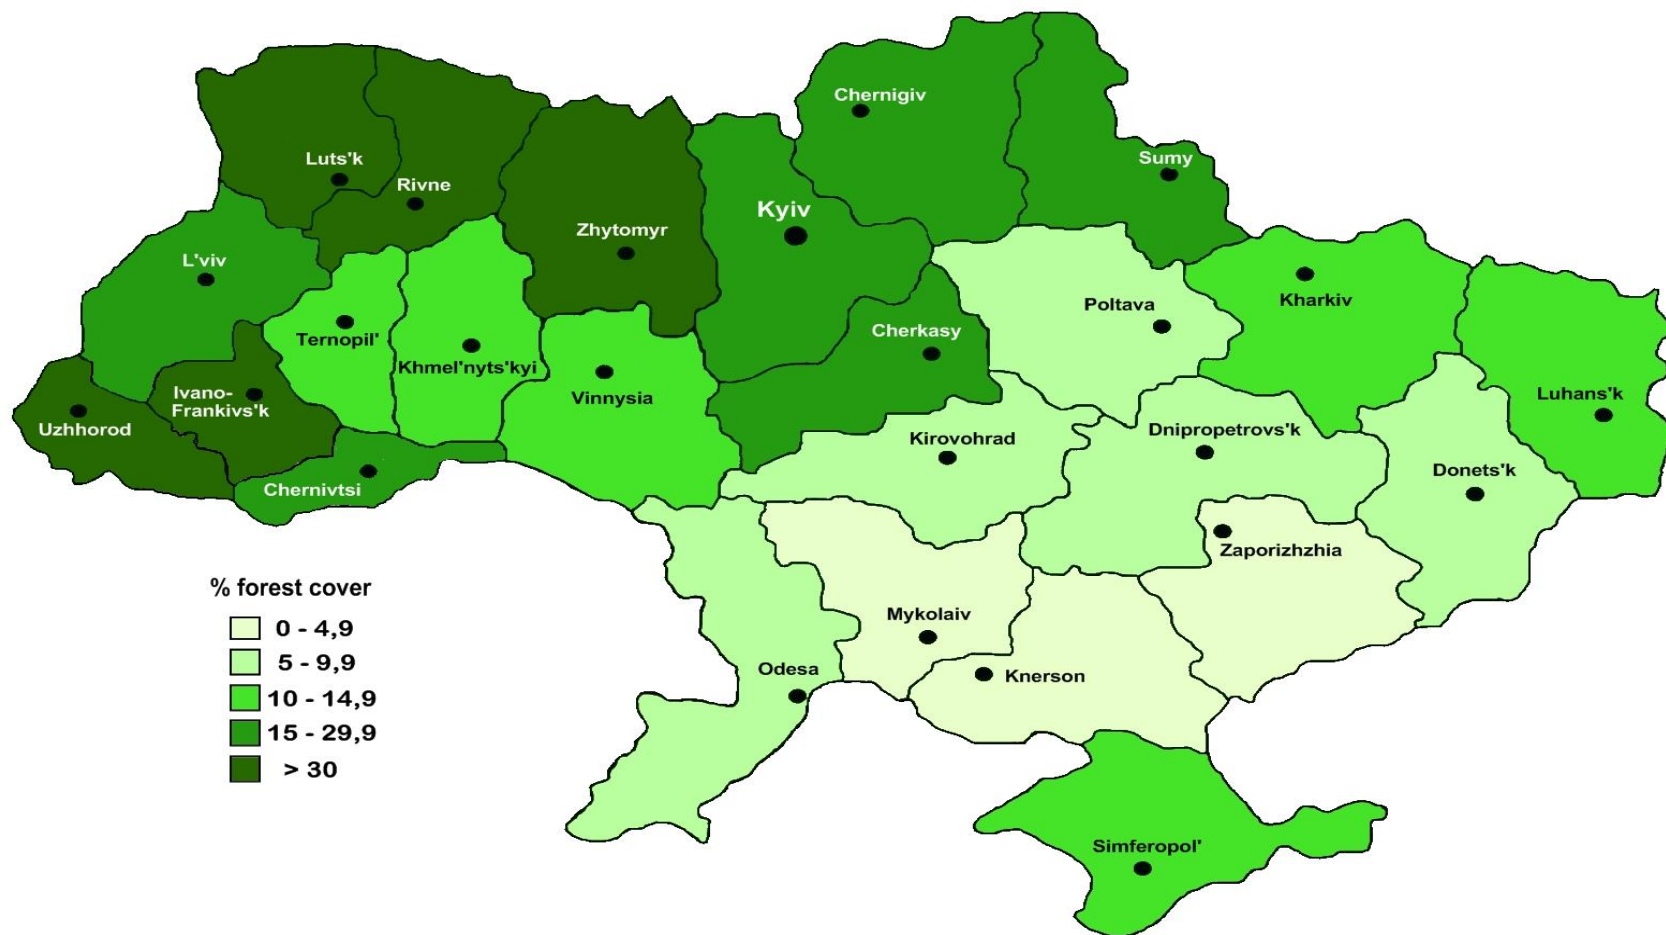 Chernigiv
Sumy
Luts'k
Rivne
Kyiv
Zhytomyr
L'viv
Kharkiv
Poltava
Cherkasy
Ternopil'
Khmel'nyts'kyi
Vinnysia
Ivano-
Frankivs'k
Uzhhorod
Luhans'k
Dnipropetrovs'k
Kirovohrad
Donets'k
Chernivtsi
Zaporizhzhia
Mykolaiv
Odesa
Knerson
Simferopol'
% forest cover
0 - 4,9
5 - 9,9
10 - 14,9
15 - 29,9
> 30